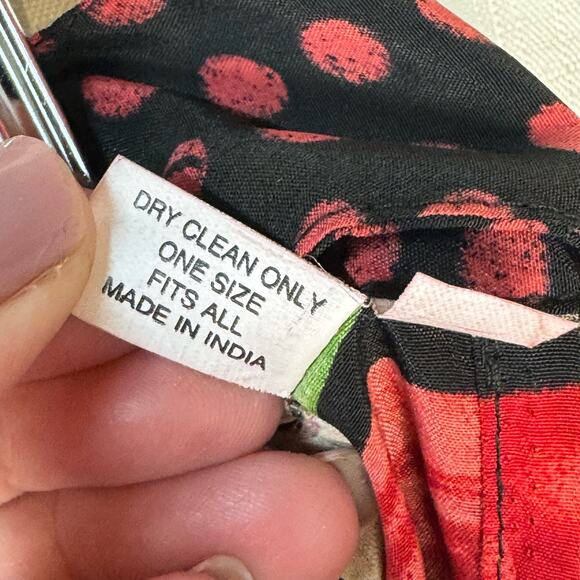 DRY CLEAN ONLY
ONE SIZE
FITS ALL
MADE IN INDIA